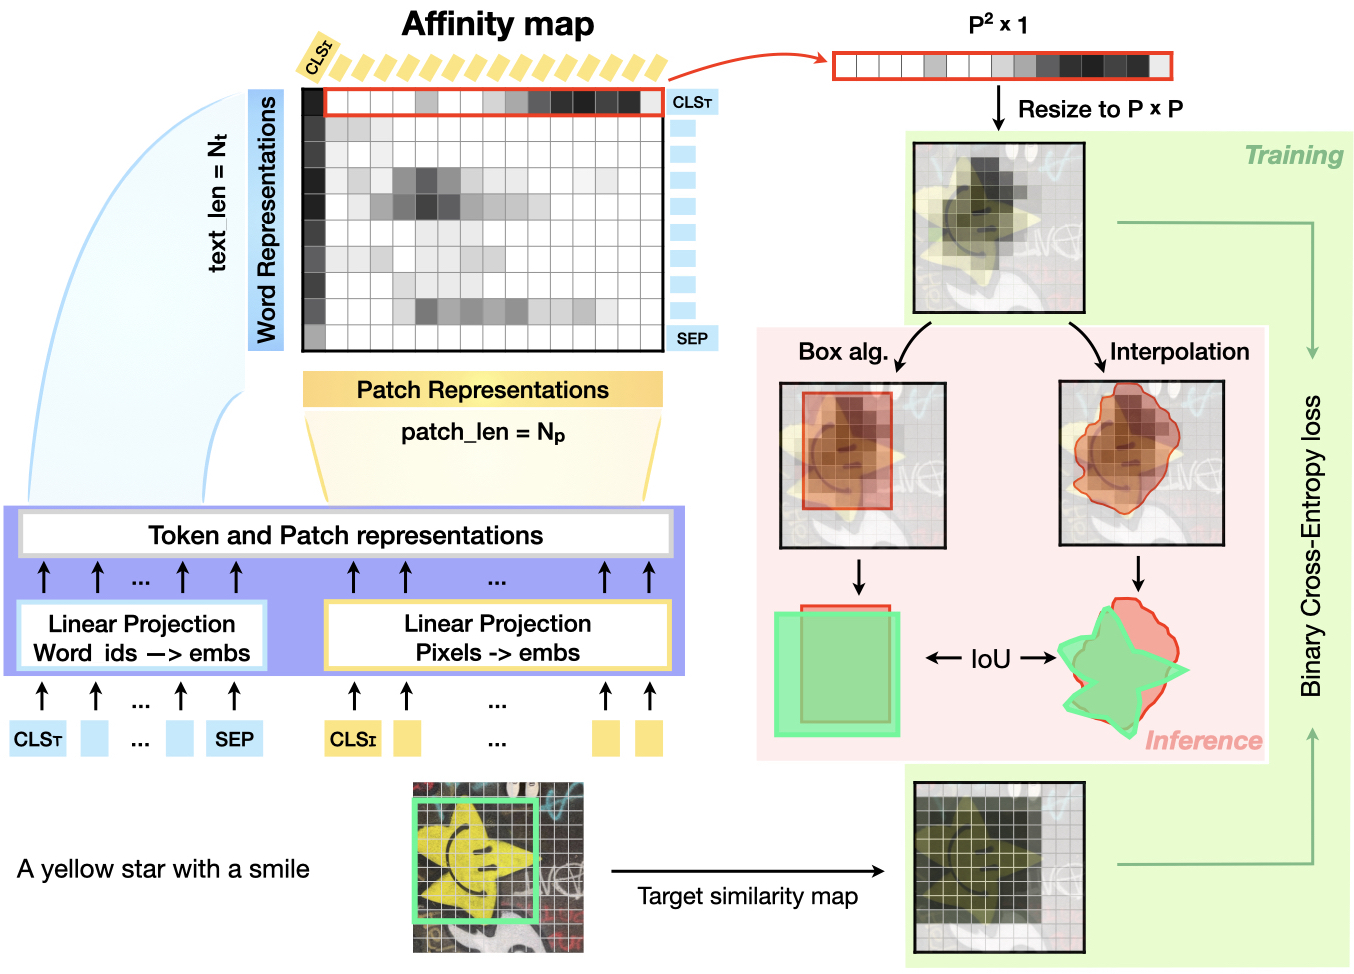 Affinity map
P² x 1
CLSI
CLST
Resize to P x P
Training
text_len = Nt
Word Representations
SEP
Box alg.
Interpolation
Patch Representations
patch_len = Np
Binary Cross-Entropy loss
Token and Patch representations
...
...
Linear Projection
Word ids —> embs
Linear Projection
Pixels -> embs
IoU
...
...
CLST
...
SEP
CLSI
...
Inference
A yellow star with a smile
Target similarity map